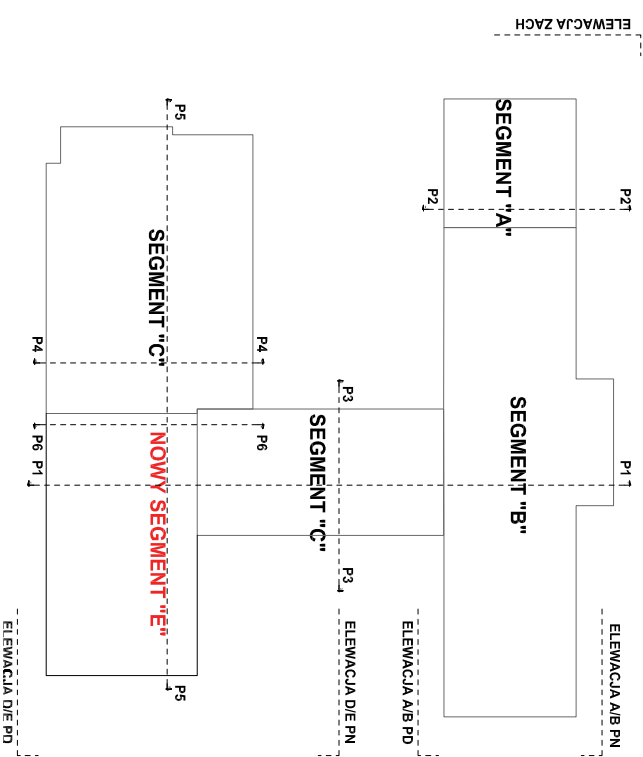 ELEWACJA ZACH
P5
SEGMENT "A"
P2
P2
SEGMENT "C"
P4
P4
P3
SEGMENT "C"
SEGMENT "B"
P6
P6
P1
P1
NOWY SEGMENT "E"
P3
P5
ELEWACJA D/E PD
ELEWACJA D/E PN
ELEWACJA A/B PD
ELEWACJA A/B PN